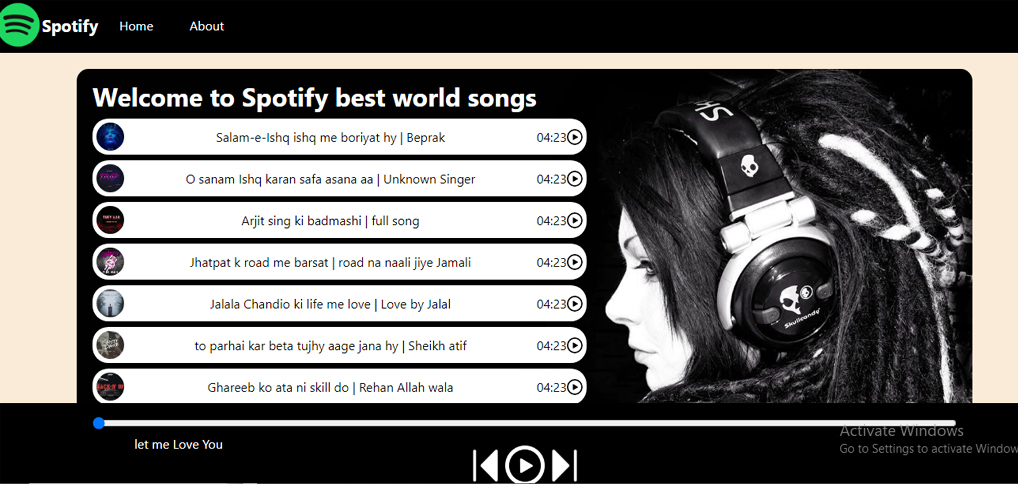 Spotify Home About
Welcome to Spotify best world songs
Salam-e-Ishq ishq me boriyat hy | Beprak 04:23
O sanam Ishq karan safa asana aa | Unknown Singer 04:23
Arjit sing ki badmashi | full song 04:23
Jhatpat k road me barsat | road na naali jiye Jamali 04:23
Jalala Chandio ki life me love | Love by Jalal 04:23
to parhai kar beta tujhy aage jana hy | Sheikh atif 04:23
Ghareeb ko ata ni skill do | Rehan Allah wala 04:23
SH
Skullcandy
let me Love You
Activate Windows
Go to Settings to activate Window